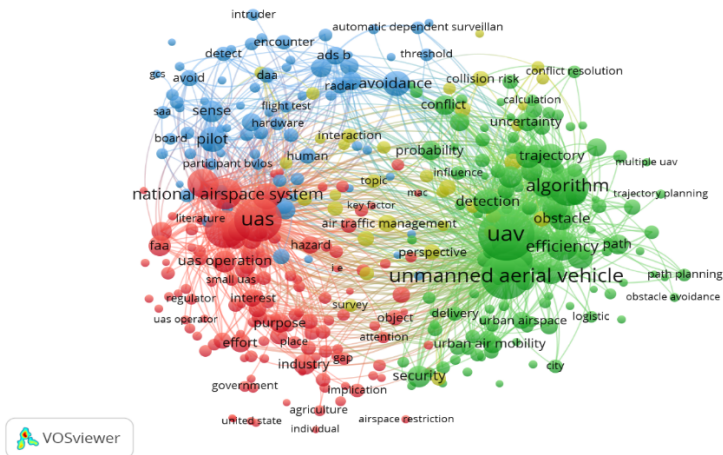 intruder
automatic dependent surveillan
encounter
detect
ads b
threshold
gcs
avoid
daa
radar
avoidance
collision risk
conflict resolution
saa
sense
flight test
conflict
calculation
hardware
uncertainty
board
pilot
interaction
probability
participant bvlos
human
trajectory
multiple uav
influence
topic
national airspace system
mac
algorithm
trajectory planning
key factor
detection
literature
uas
air traffic management
obstacle
uav
faa
hazard
efficiency
path
perspective
uas operation
i e
unmanned aerial vehicle
path planning
small uas
regulator
interest
survey
obstacle avoidance
uas operator
purpose
object
delivery
urban airspace
logistic
effort
place
attention
urban air mobility
gap
industry
city
security
government
implication
agriculture
united state
individual
airspace restriction
VOSviewer